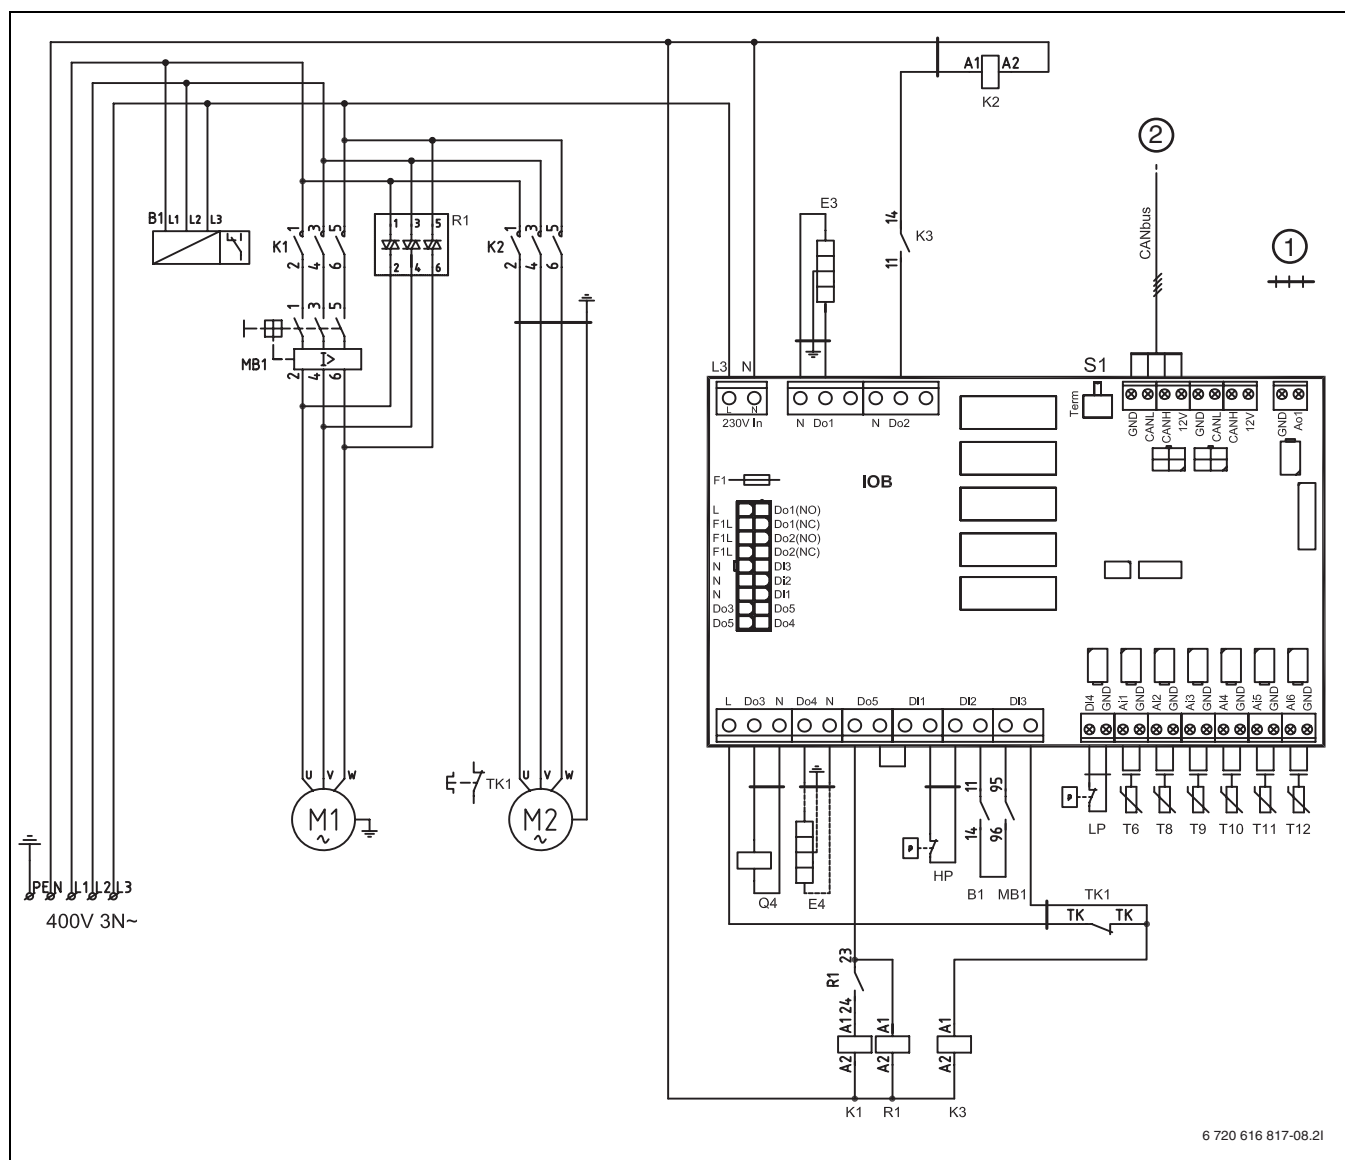 A1 A2
K2
2
E3
14
K3
11
CANbus
1
B1 L1 L2 L3
K1
1 3 5
2 4 6
1 3 5
R1
2 4 6
K2
1 3 5
2 4 6
1 3 5
MB1
I>
2 4 6
L3 N
S1
L N
230V In
N Do1
N Do2
Term
GND
CANL
CANH
12V
GND
CANL
CANH
12V
GND
Ao1
F1
IOB
L Do1(NO)
F1L Do1(NC)
F1L Do2(NO)
F1L Do2(NC)
N DI3
N Di2
N DI1
Do3 Do5
Do5 Do4
L Do3 N Do4 N Do5 DI1 DI2 DI3
DI4
GND
AI1
GND
AI2
GND
AI3
GND
AI4
GND
AI5
GND
AI6
GND
U V W
M1
~
TK1
U V W
M2
~
11
14
95
96
P
HP
P
LP T6 T8 T9 T10 T11 T12
Q4 E4
B1 MB1
TK1
TK TK
PE N L1 L2 L3
400V 3N~
23
R1
24
A1
A2
A1
A2
A1
A2
K1 R1 K3
6 720 616 817-08.2I